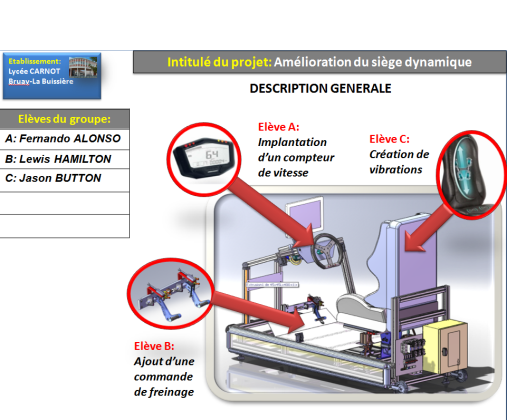 Etablissement:
Lycée CARNOT
Bruay-La Buissière
Intitulé du projet: Amélioration du siège dynamique
DESCRIPTION GENERALE
Elèves du groupe:
A: Fernando ALONSO
B: Lewis HAMILTON
C: Jason BUTTON
Elève A:
Implantation
d'un compteur
de vitesse
Elève C:
Création de
vibrations
Elève B:
Ajout d'une
commande
de freinage